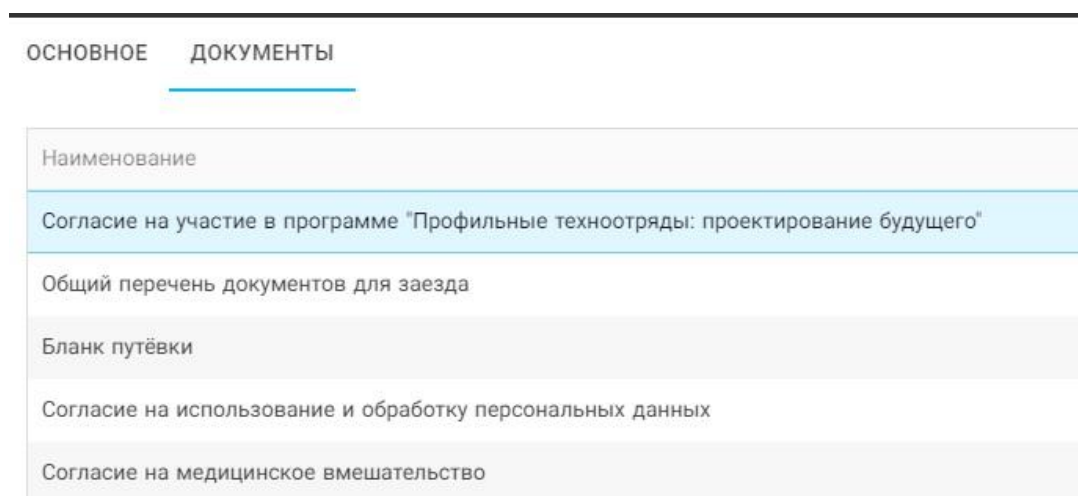 ОСНОВНОЕ ДОКУМЕНТЫ
Наименование
Согласие на участие в программе "Профильные техноотряды: проектирование будущего"
Общий перечень документов для заезда
Бланк путёвки
Согласие на использование и обработку персональных данных
Согласие на медицинское вмешательство